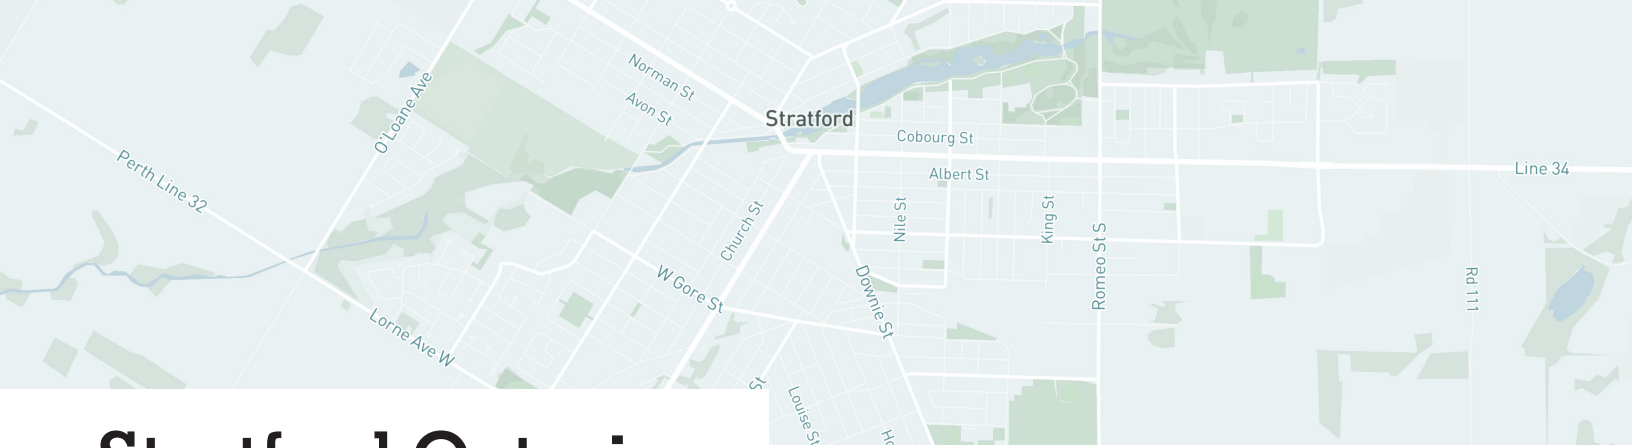 Norman St
Avon St
O'Loane Ave
Stratford
Cobourg St
Albert St
Line 34
Perth Line 32
Church St
Nile St
King St
Romeo St S
W Gore St
Downie St
Rd 111
Lorne Ave W
St
Louise St